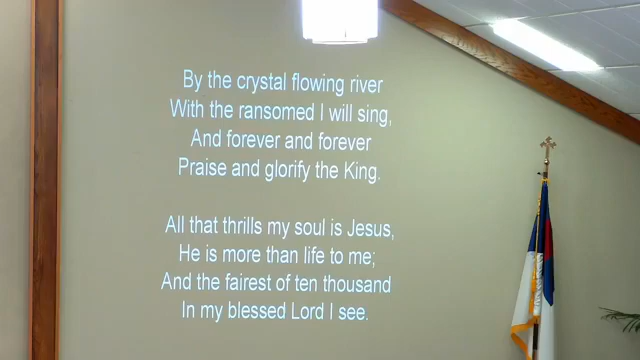 By the crystal flowing river
With the ransomed I will sing,
And forever and forever
Praise and glorify the King.
All that thrills my soul is Jesus,
He is more than life to me;
And the fairest of ten thousand
In my blessed Lord I see.